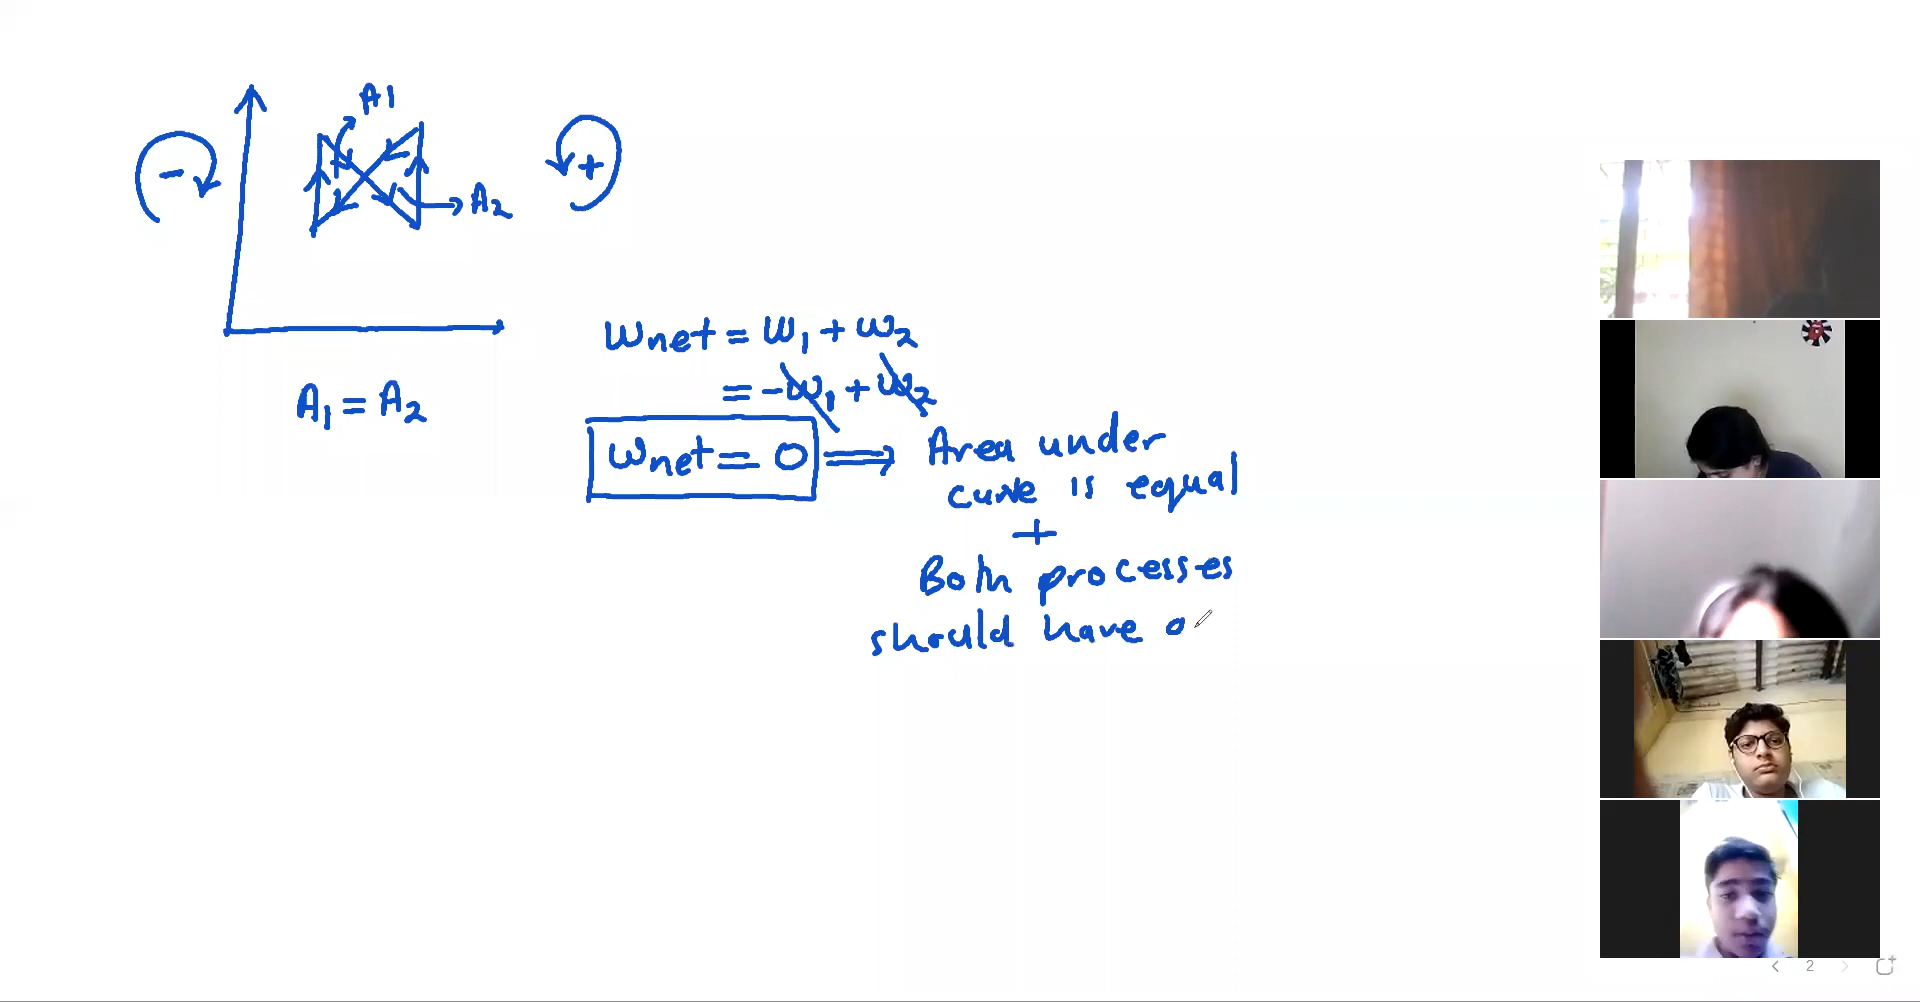 A1
-
+
A2
Wnet = W1 + W2
= -W1 + W2
A1 = A2
Wnet = 0 ⟹ Area under
curve is equal
+
Both processes
should have o
2